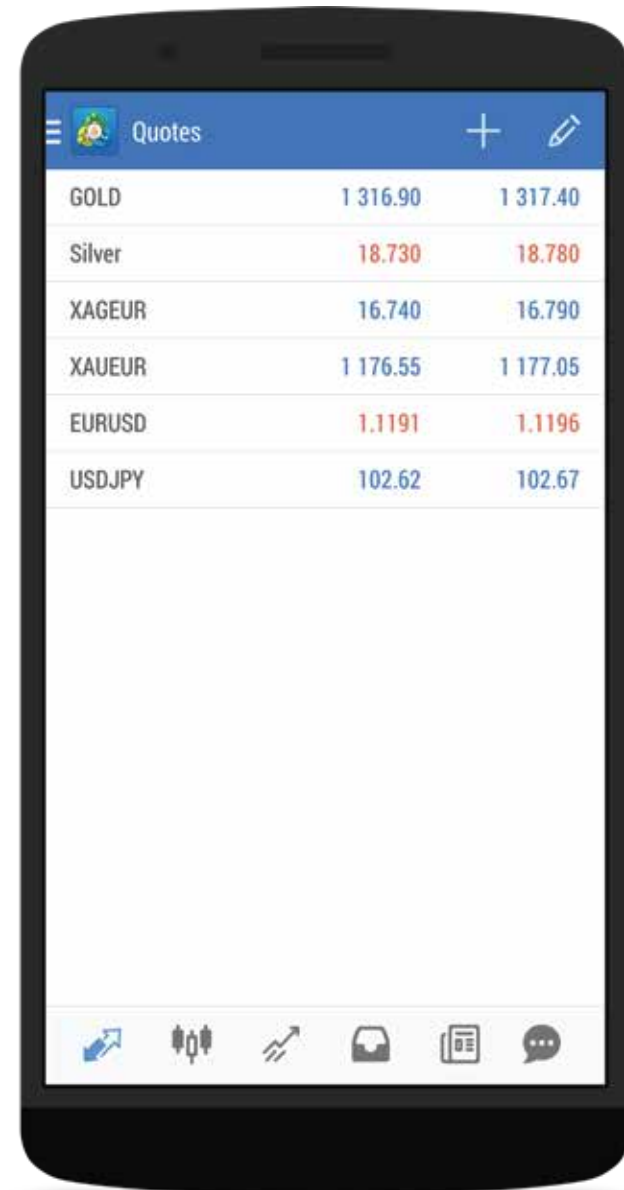 Quotes
GOLD 1 316.90 1 317.40
Silver 18.730 18.780
XAGEUR 16.740 16.790
XAUEUR 1 176.55 1 177.05
EURUSD 1.1191 1.1196
USDJPY 102.62 102.67